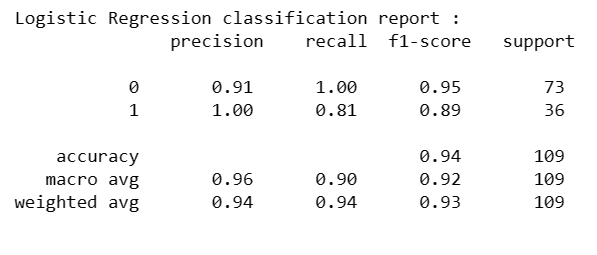 Logistic Regression classification report :
precision recall f1-score support
0 0.91 1.00 0.95 73
1 1.00 0.81 0.89 36
accuracy 0.94 109
macro avg 0.96 0.90 0.92 109
weighted avg 0.94 0.94 0.93 109